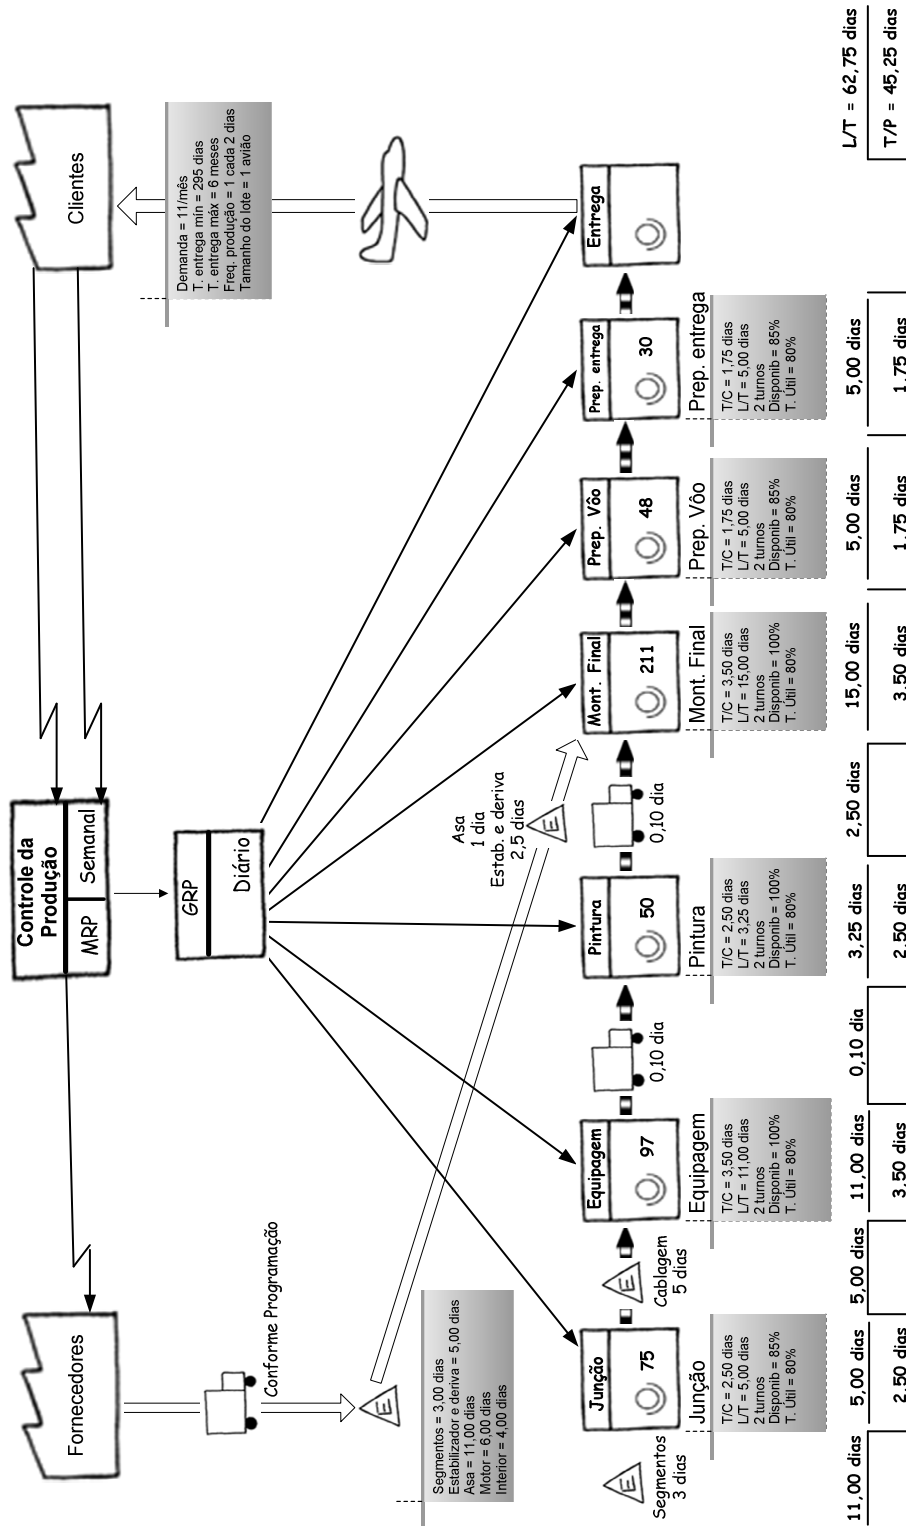 Fornecedores
Controle da
Produção
MRP
Semanal
Clientes
GRP
Diário
Demanda = 11/mês
T. entrega mín = 295 dias
T. entrega máx = 6 meses
Freq. produção = 1 cada 2 dias
Tamanho do lote = 1 avião
Conforme Programação
E
Segmentos = 3,00 dias
Estabilizador e deriva = 5,00 dias
Asa = 11,00 dias
Motor = 6,00 dias
Interior = 4,00 dias
Asa
1 dia
Estab. e deriva
2,5 dias
E
E
Segmentos
3 dias
Junção
75
E
Cablagem
5 dias
Equipagem
97
0,10 dia
Pintura
50
0,10 dia
Mont. Final
211
Prep. Vôo
48
Prep. entrega
30
Entrega
Junção
T/C = 2,50 dias
L/T = 5,00 dias
2 turnos
Disponib = 85%
T. Útil = 80%
Equipagem
T/C = 3,50 dias
L/T = 11,00 dias
2 turnos
Disponib = 100%
T. Útil = 80%
Pintura
T/C = 2,50 dias
L/T = 3,25 dias
2 turnos
Disponib = 100%
T. Útil = 80%
Mont. Final
T/C = 3,50 dias
L/T = 15,00 dias
2 turnos
Disponib = 100%
T. Útil = 80%
Prep. Vôo
T/C = 1,75 dias
L/T = 5,00 dias
2 turnos
Disponib = 85%
T. Útil = 80%
Prep. entrega
T/C = 1,75 dias
L/T = 5,00 dias
2 turnos
Disponib = 85%
T. Útil = 80%
11,00 dias
5,00 dias
5,00 dias
11,00 dias
0,10 dia
3,25 dias
2,50 dias
15,00 dias
5,00 dias
5,00 dias
L/T = 62,75 dias
2,50 dias
3,50 dias
2,50 dias
3,50 dias
1,75 dias
1,75 dias
T/P = 45,25 dias